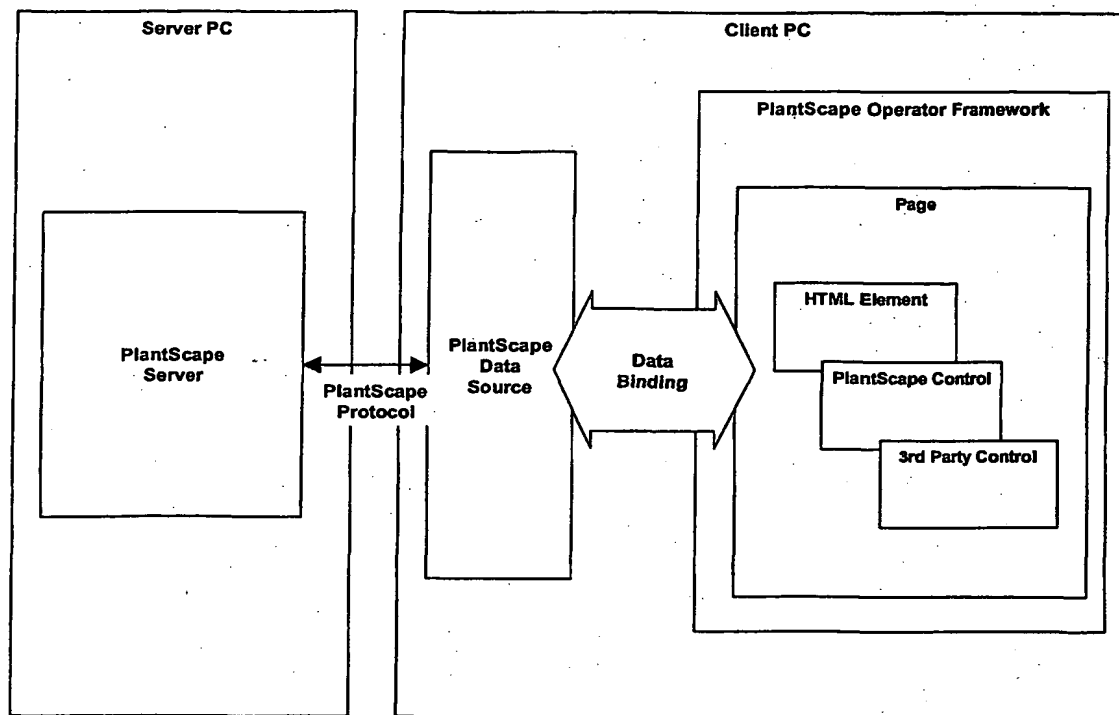 Server PC
Client PC
PlantScape Operator Framework
Page
HTML Element
PlantScape Control
3rd Party Control
PlantScape
Server
PlantScape
Protocol
PlantScape
Data
Source
Data
Binding